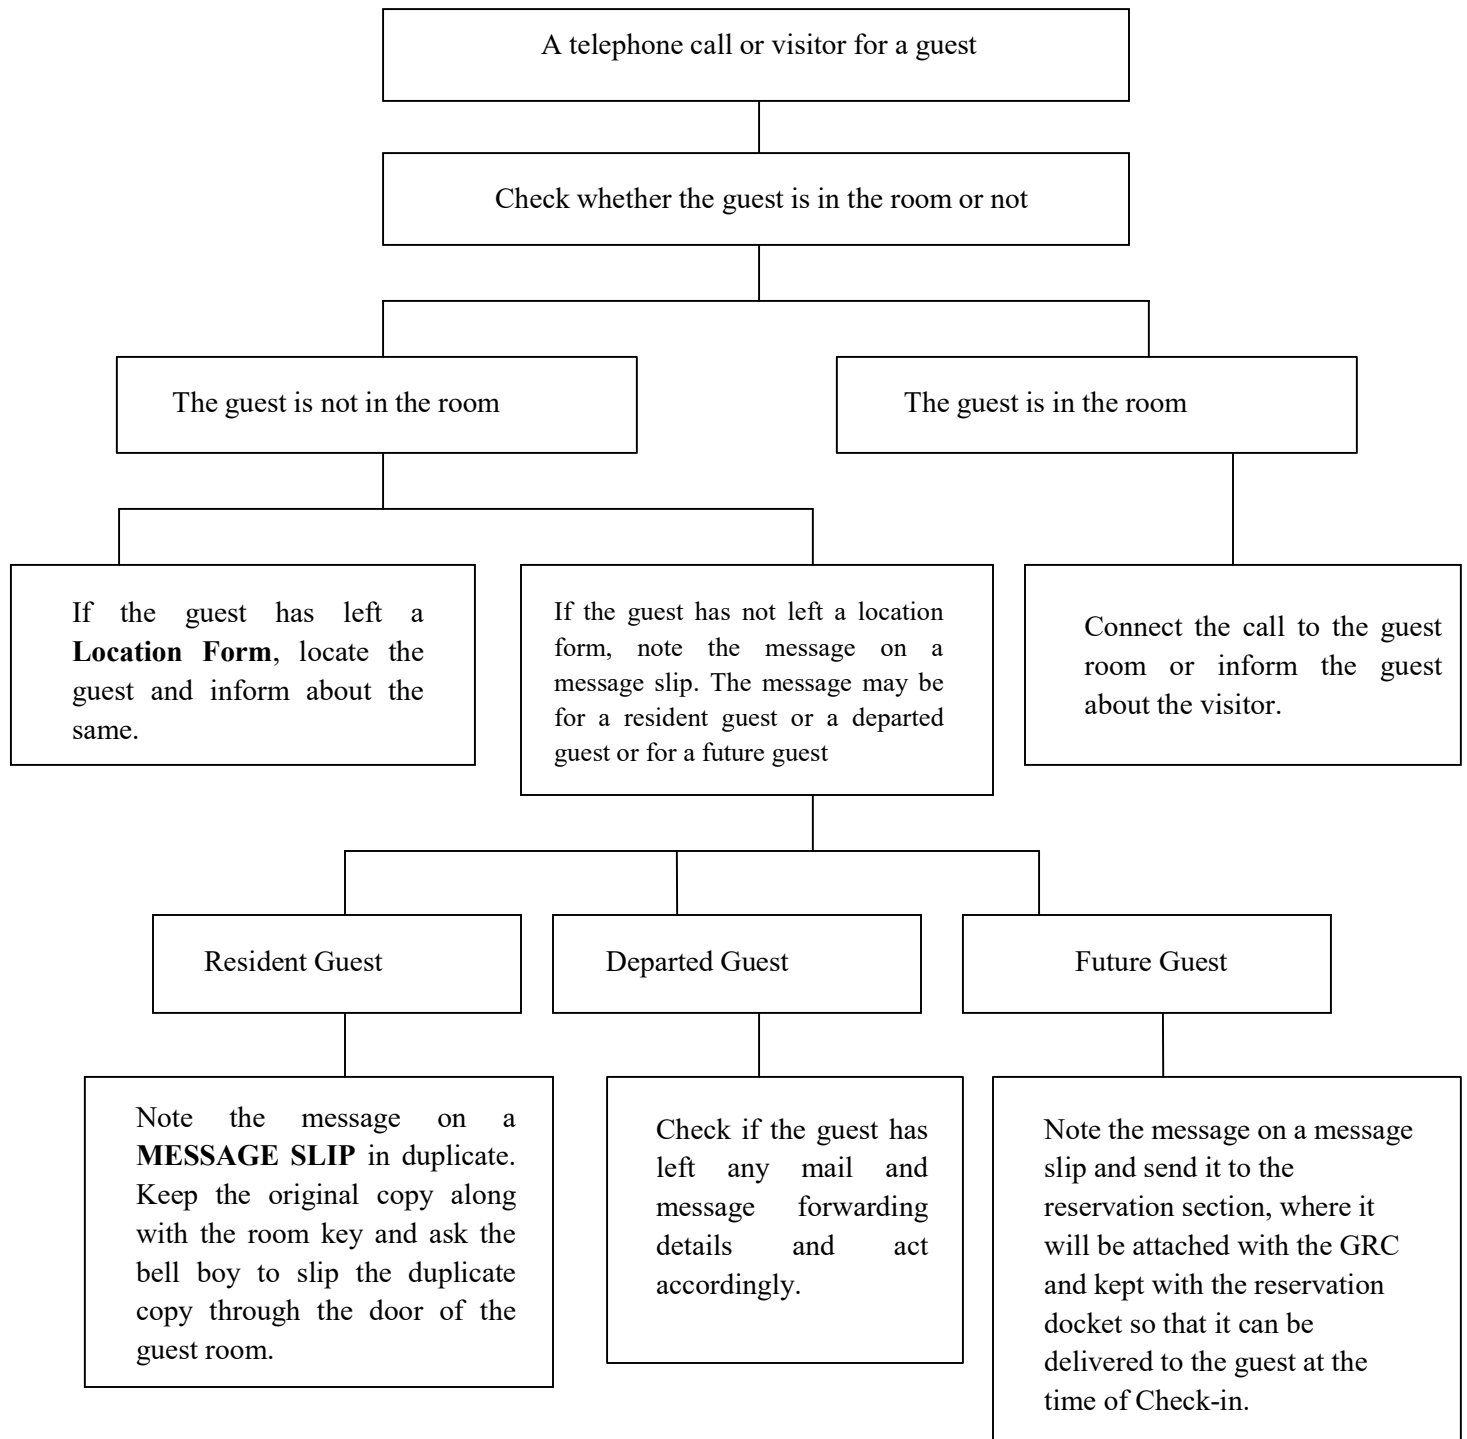 A telephone call or visitor for a guest
Check whether the guest is in the room or not
The guest is not in the room
The guest is in the room
If the guest has left a
Location Form, locate the
guest and inform about the
same.
If the guest has not left a location
form, note the message on a
message slip. The message may be
for a resident guest or a departed
guest or for a future guest
Connect the call to the guest
room or inform the guest
about the visitor.
Resident Guest
Departed Guest
Future Guest
Note the message on a
MESSAGE SLIP in duplicate.
Keep the original copy along
with the room key and ask the
bell boy to slip the duplicate
copy through the door of the
guest room.
Check if the guest has
left any mail and
message forwarding
details and act
accordingly.
Note the message on a message
slip and send it to the
reservation section, where it
will be attached with the GRC
and kept with the reservation
docket so that it can be
delivered to the guest at the
time of Check-in.